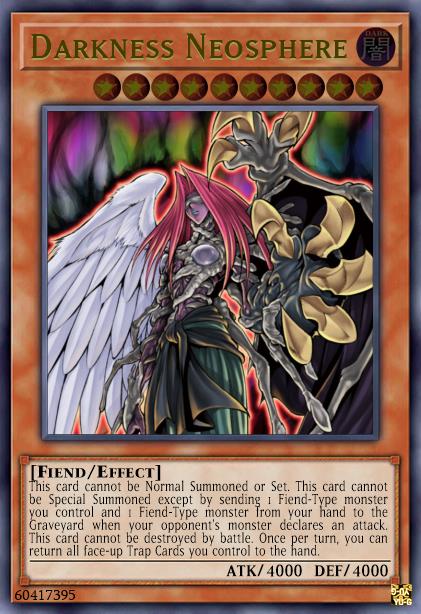 DARKNESS NEOSPHERE
DARK
闇
[FIEND/EFFECT]
This card cannot be Normal Summoned or Set. This card cannot
be Special Summoned except by sending 1 Fiend-Type monster
you control and 1 Fiend-Type monster from your hand to the
Graveyard when your opponent's monster declares an attack.
This card cannot be destroyed by battle. Once per turn, you can
return all face-up Trap Cards you control to the hand.
ATK/4000 DEF/4000
60417395